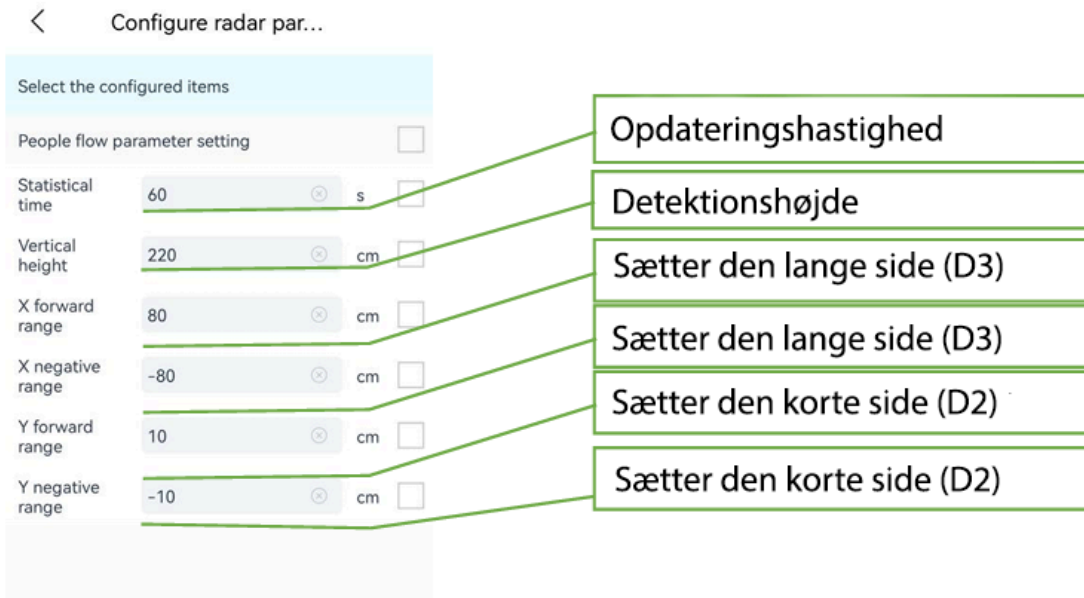 Configure radar par...
Select the configured items
People flow parameter setting
Statistical
time
60
s
Vertical
height
220
cm
X forward
range
80
cm
X negative
range
-80
cm
Y forward
range
10
cm
Y negative
range
-10
cm
Opdateringshastighed
Detektionshøjde
Sætter den lange side (D3)
Sætter den lange side (D3)
Sætter den korte side (D2)
Sætter den korte side (D2)